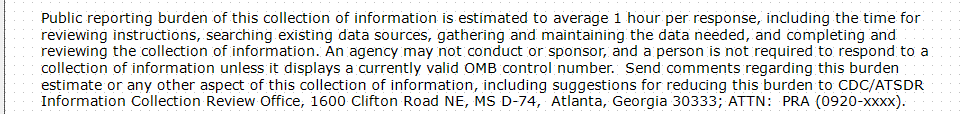 Public reporting burden of this collection of information is estimated to average 1 hour per response, including the time for
reviewing instructions, searching existing data sources, gathering and maintaining the data needed, and completing and
reviewing the collection of information. An agency may not conduct or sponsor, and a person is not required to respond to a
collection of information unless it displays a currently valid OMB control number.  Send comments regarding this burden
estimate or any other aspect of this collection of information, including suggestions for reducing this burden to CDC/ATSDR
Information Collection Review Office, 1600 Clifton Road NE, MS D-74,  Atlanta, Georgia 30333; ATTN:  PRA (0920-xxxx).